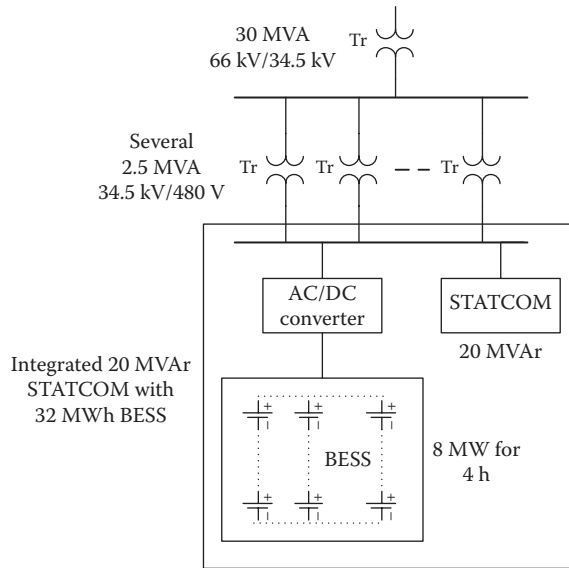 30 MVA
66 kV/34.5 kV
Tr
Several
2.5 MVA
34.5 kV/480 V
Tr
Tr
Tr
AC/DC
converter
STATCOM
20 MVAr
Integrated 20 MVAr
STATCOM with
32 MWh BESS
+ + +
BESS
8 MW for
4 h
+ + +